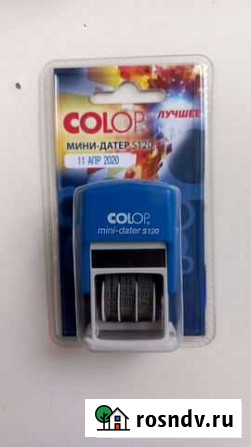 COLOP
ЛУЧШЕЕ
МИНИ-ДАТЕР S120
11 АПР 2020
COLOP
mini-dater S120
rosndv.ru